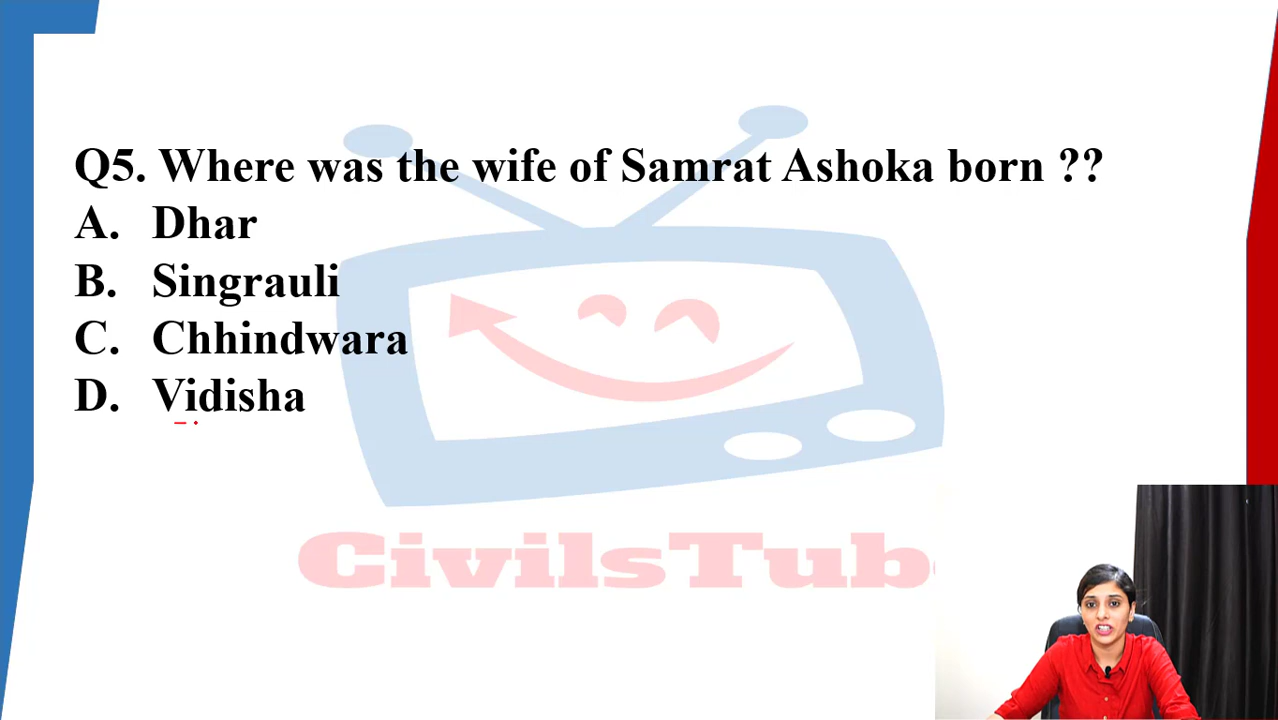 Q5. Where was the wife of Samrat Ashoka born ??
A. Dhar
B. Singrauli
C. Chhindwara
D. Vidisha
CivilsTub